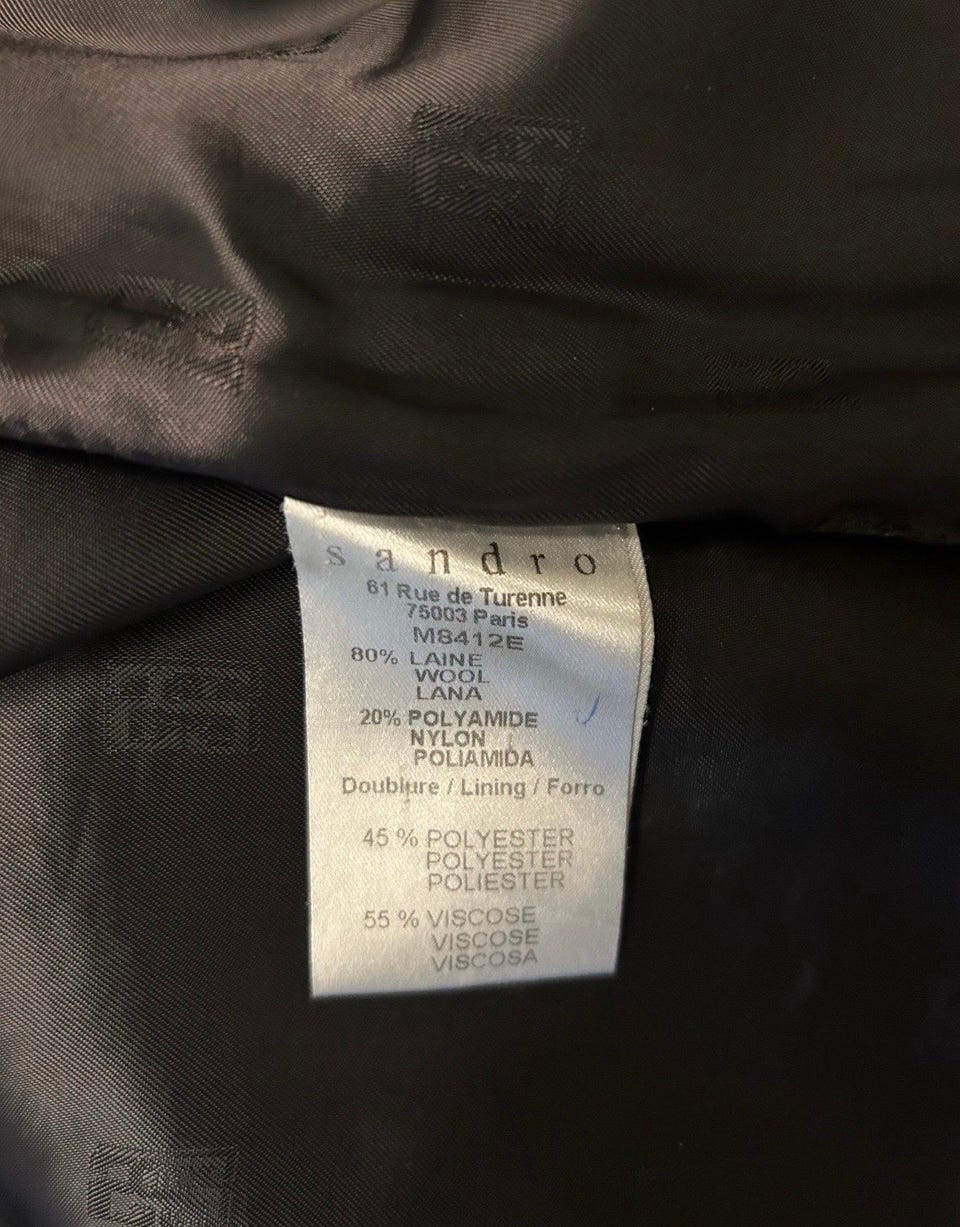 sandro
61 Rue de Turenne
75003 Paris
M8412E
80% LAINE
WOOL
LANA
20% POLYAMIDE
NYLON
POLIAMIDA
Doublure / Lining / Forro
45 % POLYESTER
POLYESTER
POLIESTER
55 % VISCOSE
VISCOSE
VISCOSA